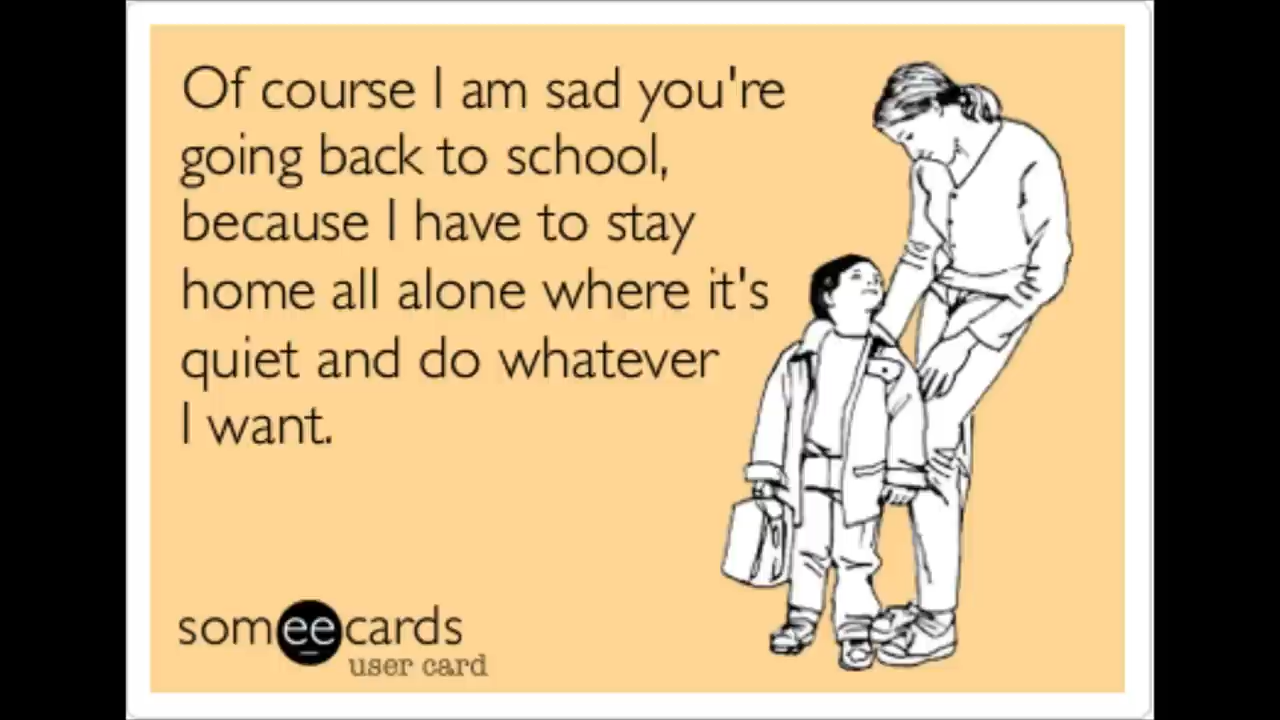 Of course I am sad you're
going back to school,
because I have to stay
home all alone where it's
quiet and do whatever
I want.
someecards
user card